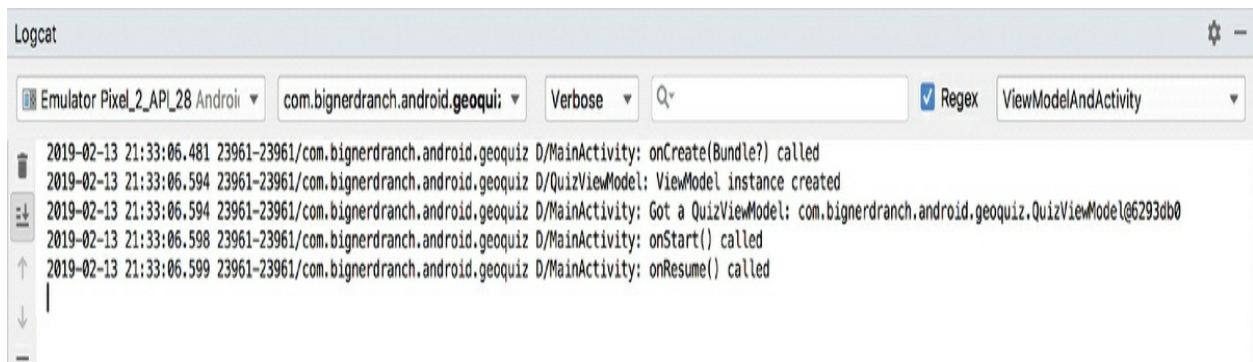 Logcat
Emulator Pixel_2_API_28 Androi com.bignerdranch.android.geoqui: Verbose Regex ViewModelAndActivity
2019-02-13 21:33:06.481 23961-23961/com.bignerdranch.android.geoquiz D/MainActivity: onCreate(Bundle?) called
2019-02-13 21:33:06.594 23961-23961/com.bignerdranch.android.geoquiz D/QuizViewModel: ViewModel instance created
2019-02-13 21:33:06.594 23961-23961/com.bignerdranch.android.geoquiz D/MainActivity: Got a QuizViewModel: com.bignerdranch.android.geoquiz.QuizViewModel@6293db0
2019-02-13 21:33:06.598 23961-23961/com.bignerdranch.android.geoquiz D/MainActivity: onStart() called
2019-02-13 21:33:06.599 23961-23961/com.bignerdranch.android.geoquiz D/MainActivity: onResume() called